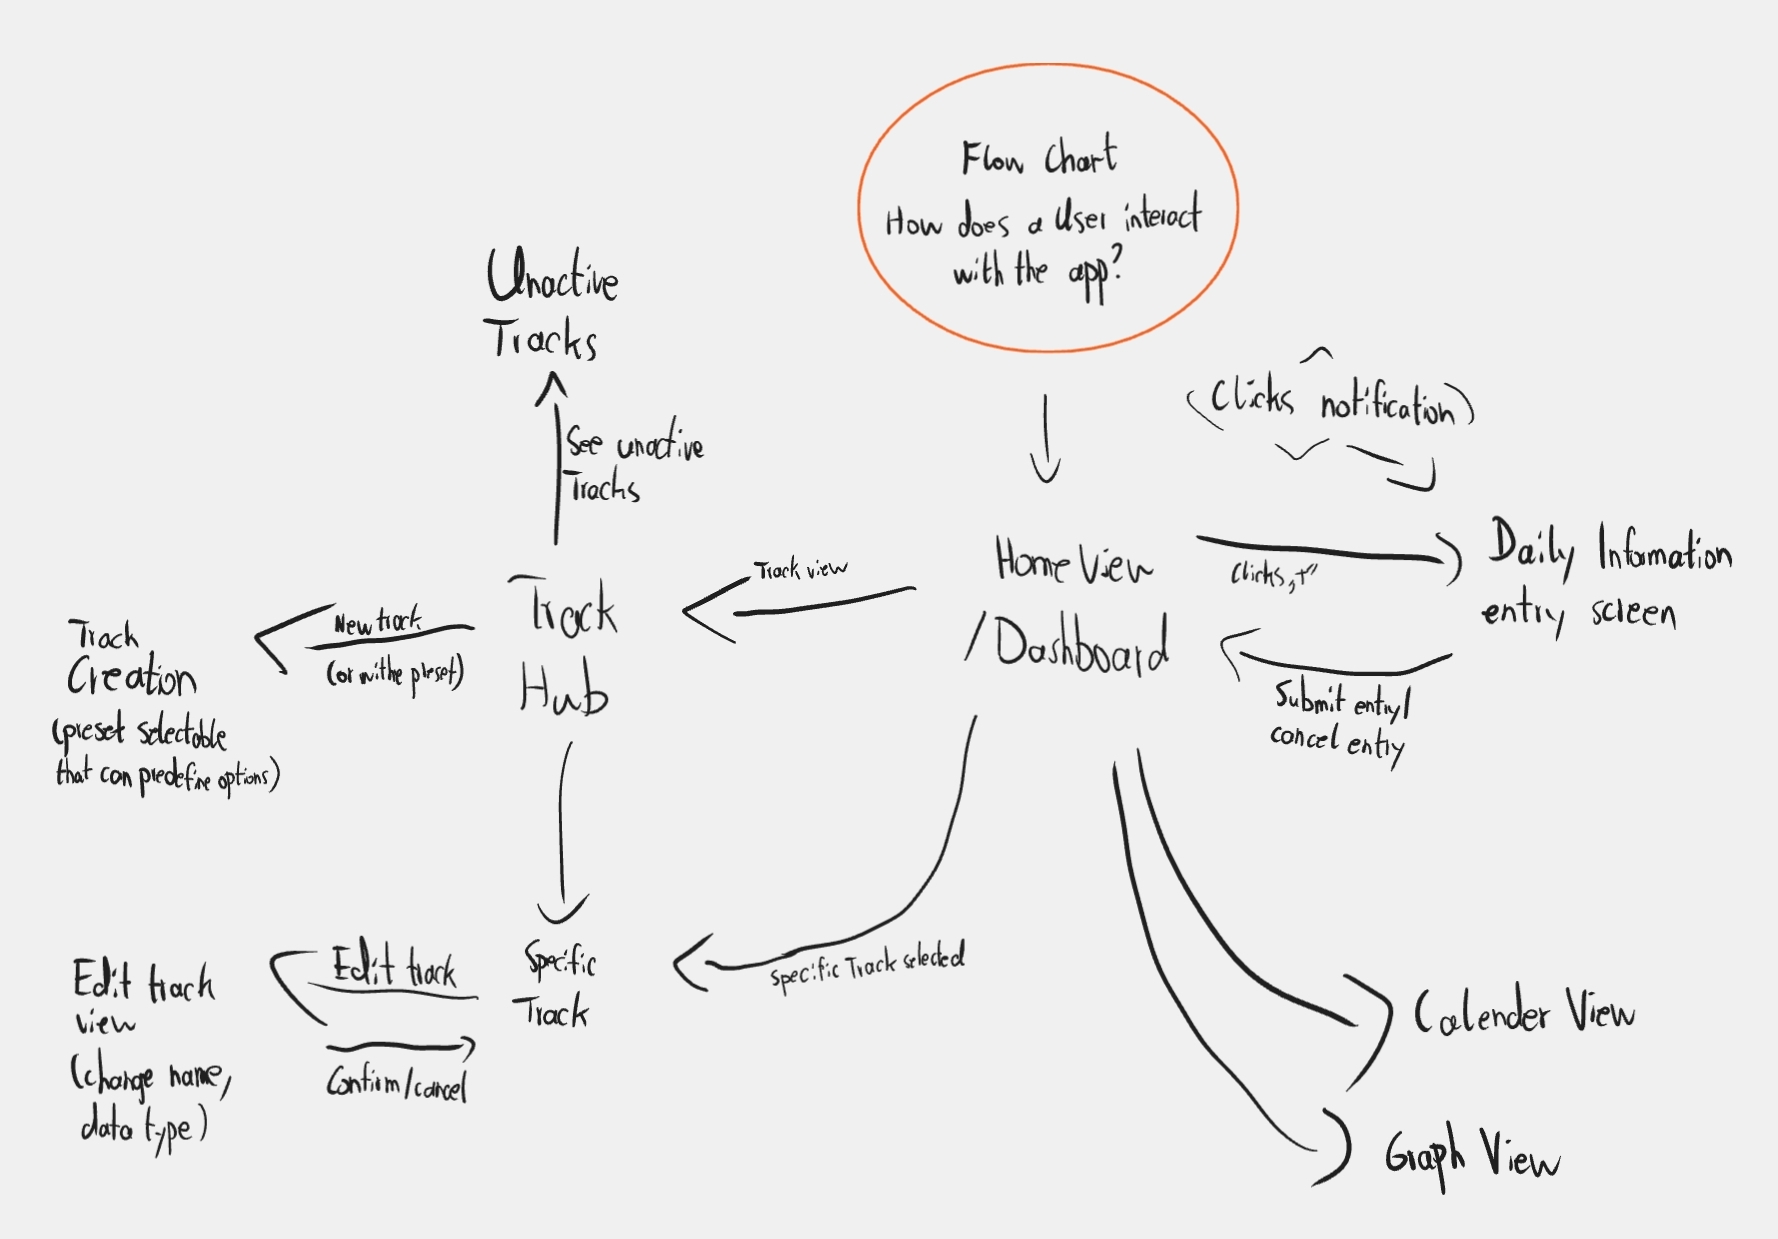 Flow Chart
How does a User interact
with the app?
Unactive
Tracks
See unactive
Tracks
(Clicks notification)
Home View
/Dashboard
Clicks „+“
Daily Information
entry screen
Submit entry/
cancel entry
Track view
Track
Hub
New track
(or withe preset)
Track
Creation
(preset selectable
that can predefine options)
Specific
Track
Specific Track selected
Edit track
Confirm/cancel
Edit track
view
(change name,
data type)
Calender View
Graph View